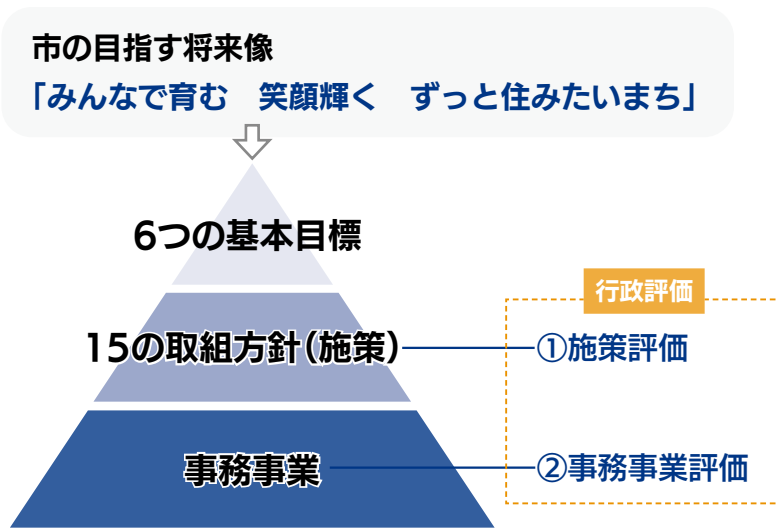 市の目指す将来像
「みんなで育む　笑顔輝く　ずっと住みたいまち」
6つの基本目標
行政評価
15の取組方針(施策)
①施策評価
事務事業
②事務事業評価